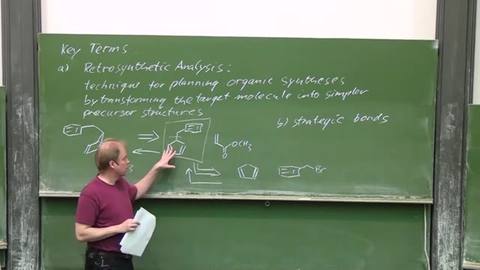 Key Terms
a) Retrosynthetic Analysis:
technique for planning organic syntheses
by transforming the target molecule into simpler
precursor structures
b) strategic bonds
OCH3
O
Br